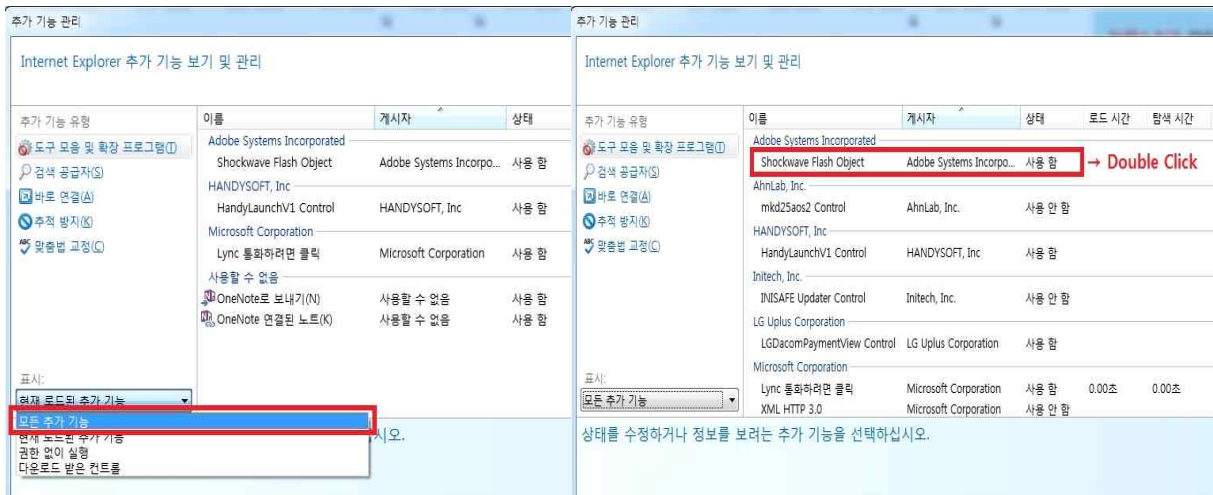 추가 기능 관리
Internet Explorer 추가 기능 보기 및 관리
추가 기능 유형
도구 모음 및 확장 프로그램(T)
검색 공급자(S)
바로 연결(A)
추적 방지(K)
맞춤법 교정(C)
이름 게시자 상태
Adobe Systems Incorporated
Shockwave Flash Object Adobe Systems Incorpo... 사용 함
HANDYSOFT, Inc
HandyLaunchV1 Control HANDYSOFT, Inc 사용 함
Microsoft Corporation
Lync 통화하려면 클릭 Microsoft Corporation 사용 함
사용할 수 없음
OneNote로 보내기(N) 사용할 수 없음 사용 함
OneNote 연결된 노트(K) 사용할 수 없음 사용 함
표시:
현재 로드된 추가 기능
모든 추가 기능
현재 로드된 추가 기능
권한 없이 실행
다운로드 받은 컨트롤
시오.
추가 기능 관리
Internet Explorer 추가 기능 보기 및 관리
추가 기능 유형
도구 모음 및 확장 프로그램(T)
검색 공급자(S)
바로 연결(A)
추적 방지(K)
맞춤법 교정(C)
이름 게시자 상태 로드 시간 탐색 시간
Adobe Systems Incorporated
Shockwave Flash Object Adobe Systems Incorpo... 사용 함 → Double Click
AhnLab, Inc.
mkd25aos2 Control AhnLab, Inc. 사용 안 함
HANDYSOFT, Inc
HandyLaunchV1 Control HANDYSOFT, Inc 사용 함
Initech, Inc.
INISAFE Updater Control Initech, Inc. 사용 안 함
LG Uplus Corporation
LGDacomPaymentView Control LG Uplus Corporation 사용 함
Microsoft Corporation
Lync 통화하려면 클릭 Microsoft Corporation 사용 함 0.00초 0.00초
XML HTTP 3.0 Microsoft Corporation 사용 안 함
표시:
모든 추가 기능
상태를 수정하거나 정보를 보려는 추가 기능을 선택하십시오.